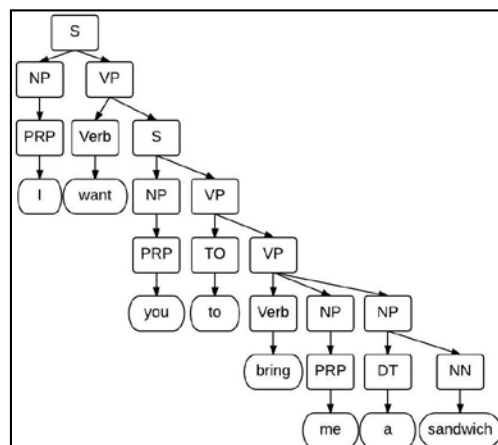 S
NP VP
PRP Verb S
I want NP VP
PRP TO VP
you to Verb NP NP
bring PRP DT NN
me a sandwich